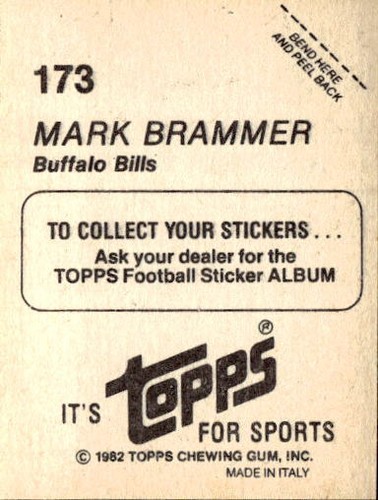 BEND HERE
AND PEEL BACK
173
MARK BRAMMER
Buffalo Bills
TO COLLECT YOUR STICKERS...
Ask your dealer for the
TOPPS Football Sticker ALBUM
IT'S topps®
FOR SPORTS
© 1982 TOPPS CHEWING GUM, INC.
MADE IN ITALY